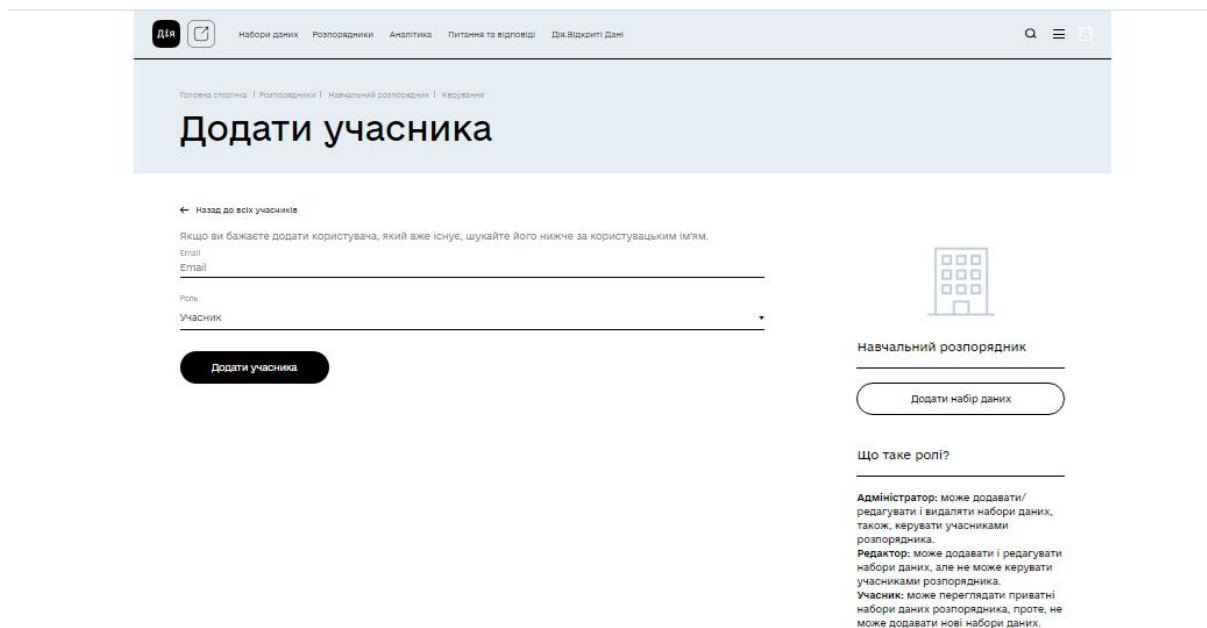 Дія Набори даних Розпорядники Аналітика Питання та відповіді Дія.Відкриті Дані
Головна сторінка | Розпорядники | Навчальний розпорядник | Керування
Додати учасника
← Назад до всіх учасників
Якщо ви бажаєте додати користувача, який вже існує, шукайте його нижче за користувацьким ім'ям.
Email
Email
Роль
Учасник
Додати учасника
Навчальний розпорядник
Додати набір даних
Що таке ролі?
Адміністратор: може додавати/
редагувати і видаляти набори даних,
також, керувати учасниками
розпорядника.
Редактор: може додавати і редагувати
набори даних, але не може керувати
учасниками розпорядника.
Учасник: може переглядати приватні
набори даних розпорядника, проте, не
може додавати нові набори даних.